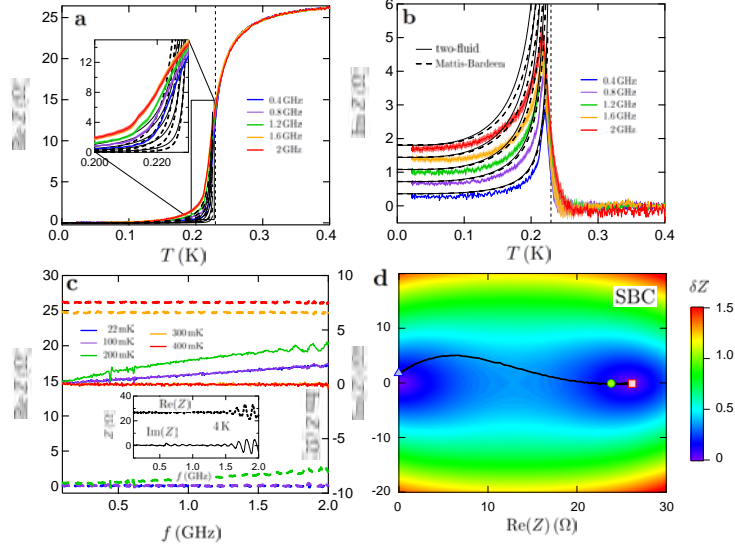 a
25
20
15
10
5
0
15
10
5
0
0.200
0.220
0.4 GHz
0.8 GHz
1.2 GHz
1.6 GHz
2 GHz
0.0
0.1
0.2
0.3
0.4
T (K)
b
6
5
4
3
2
1
0
two-fluid
Mattis-Bardeen
0.4 GHz
0.8 GHz
1.2 GHz
1.6 GHz
2 GHz
0.0
0.1
0.2
0.3
0.4
T (K)
c
30
25
20
15
10
5
0
10
5
0
-5
-10
22 mK
100 mK
200 mK
300 mK
400 mK
40
20
0
Re(Z)
Im(Z)
4 K
0.5
1.0
1.5
2.0
f (GHz)
0.5
1.0
1.5
2.0
f (GHz)
d
SBC
10
0
-10
-20
0
10
20
30
Re(Z) (Ω)
δZ
1.5
1.0
0.5
0